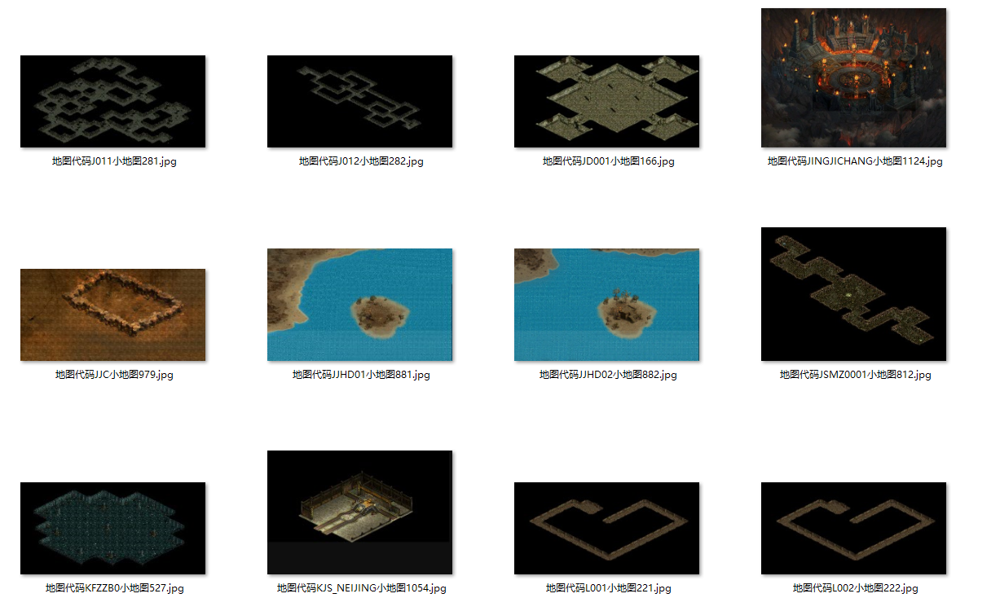 地图代码J011小地图281.jpg
地图代码J012小地图282.jpg
地图代码JD001小地图166.jpg
地图代码JINGJICHANG小地图1124.jpg
地图代码JJC小地图979.jpg
地图代码JJHD01小地图881.jpg
地图代码JJHD02小地图882.jpg
地图代码JSMZ0001小地图812.jpg
地图代码KFZZB0小地图527.jpg
地图代码KJS_NEIJING小地图1054.jpg
地图代码L001小地图221.jpg
地图代码L002小地图222.jpg